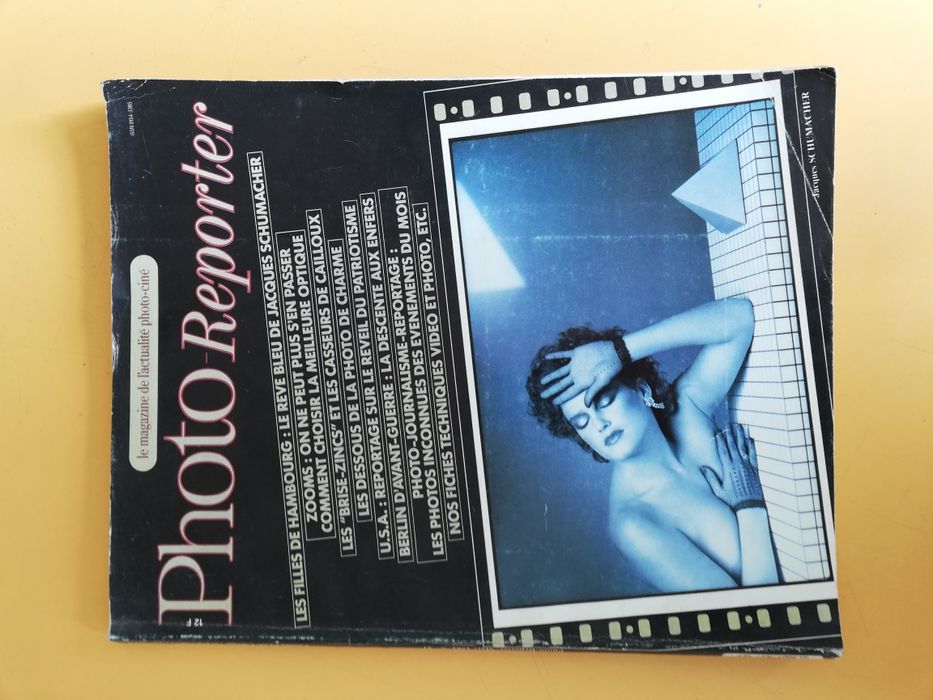 le magazine de l'actualité photo-ciné
ISSN 0154-3385
Photo-Reporter
12 F
LES FILLES DE HAMBOURG : LE REVE BLEU DE JACQUES SCHUMACHER
ZOOMS : ON NE PEUT PLUS S'EN PASSER
COMMENT CHOISIR LA MEILLEURE OPTIQUE
LES "BRISE-ZINCS" ET LES CASSEURS DE CAILLOUX
LES DESSOUS DE LA PHOTO DE CHARME
U.S.A. : REPORTAGE SUR LE REVEIL DU PATRIOTISME
BERLIN D'AVANT-GUERRE : LA DESCENTE AUX ENFERS
PHOTO-JOURNALISME-REPORTAGE :
LES PHOTOS INCONNUES DES EVENEMENTS DU MOIS
NOS FICHES TECHNIQUES VIDEO ET PHOTO, ETC.
Jacques SCHUMACHER